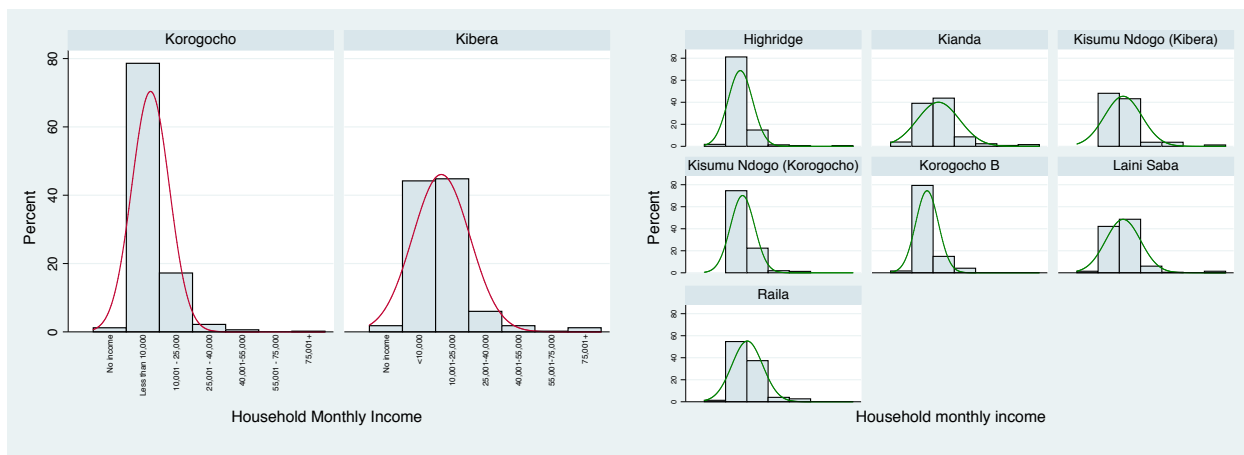 Korogocho
Kibera
80
60
40
20
0
Percent
No income
Less than 10,000
10,001 - 25,000
25,001 - 40,000
40,001-55,000
55,001 - 75,000
75,001+
No income
<10,000
10,001-25,000
25,001-40,000
40,001-55,000
55,001-75,000
75,001+
Household Monthly Income
Highridge
Kianda
Kisumu Ndogo (Kibera)
80
60
40
20
0
Kisumu Ndogo (Korogocho)
Korogocho B
Laini Saba
80
60
40
20
0
Percent
Raila
80
60
40
20
0
Household monthly income